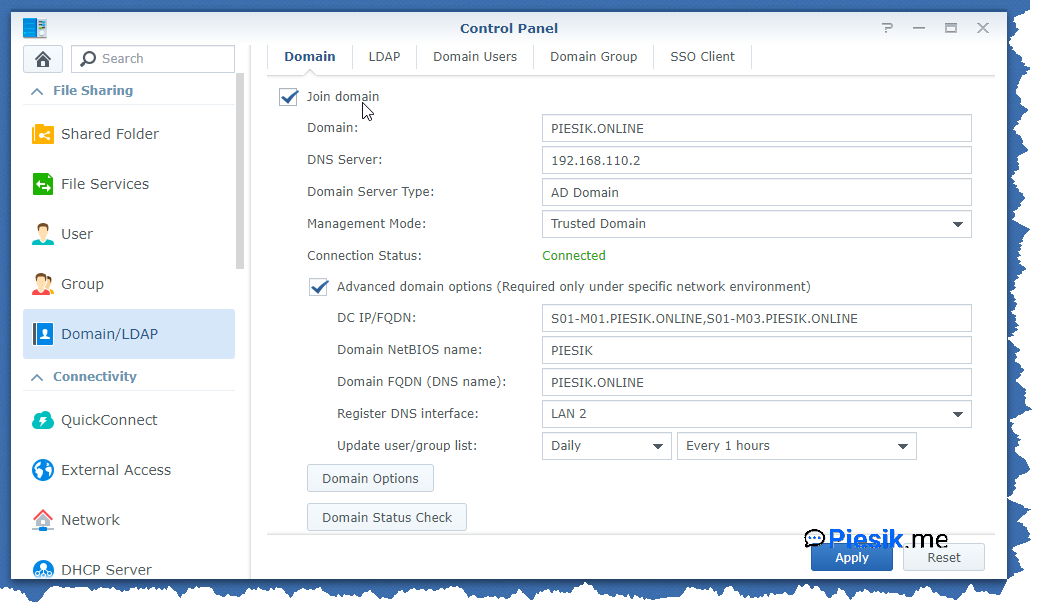 Control Panel
Search
Domain
LDAP
Domain Users
Domain Group
SSO Client
File Sharing
Shared Folder
File Services
User
Group
Domain/LDAP
Connectivity
QuickConnect
External Access
Network
DHCP Server
Join domain
Domain: PIESIK.ONLINE
DNS Server: 192.168.110.2
Domain Server Type: AD Domain
Management Mode: Trusted Domain
Connection Status: Connected
Advanced domain options (Required only under specific network environment)
DC IP/FQDN: S01-M01.PIESIK.ONLINE,S01-M03.PIESIK.ONLINE
Domain NetBIOS name: PIESIK
Domain FQDN (DNS name): PIESIK.ONLINE
Register DNS interface: LAN 2
Update user/group list: Daily Every 1 hours
Domain Options
Domain Status Check
Piesik.me
Apply
Reset